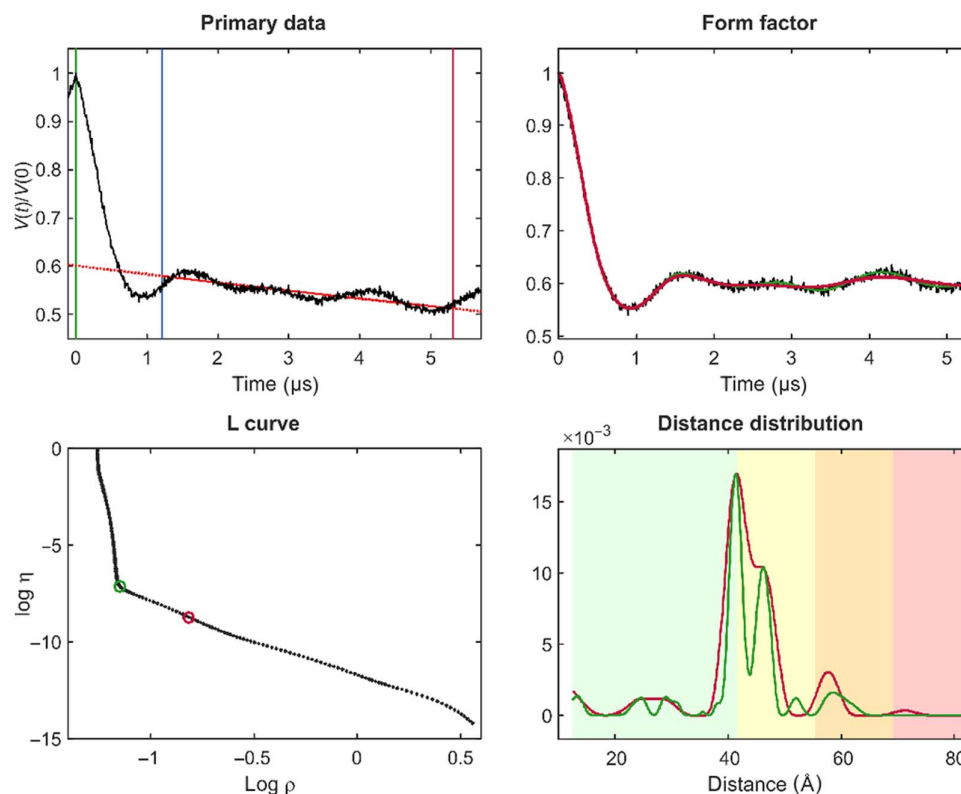 Primary data
V(t)/V(0)
1
0.9
0.8
0.7
0.6
0.5
0 1 2 3 4 5
Time (µs)
Form factor
1
0.9
0.8
0.7
0.6
0.5
0 1 2 3 4 5
Time (µs)
L curve
log η
0
−5
−10
−15
−1 −0.5 0 0.5
Log ρ
Distance distribution
×10⁻³
15
10
5
0
20 40 60 80
Distance (Å)